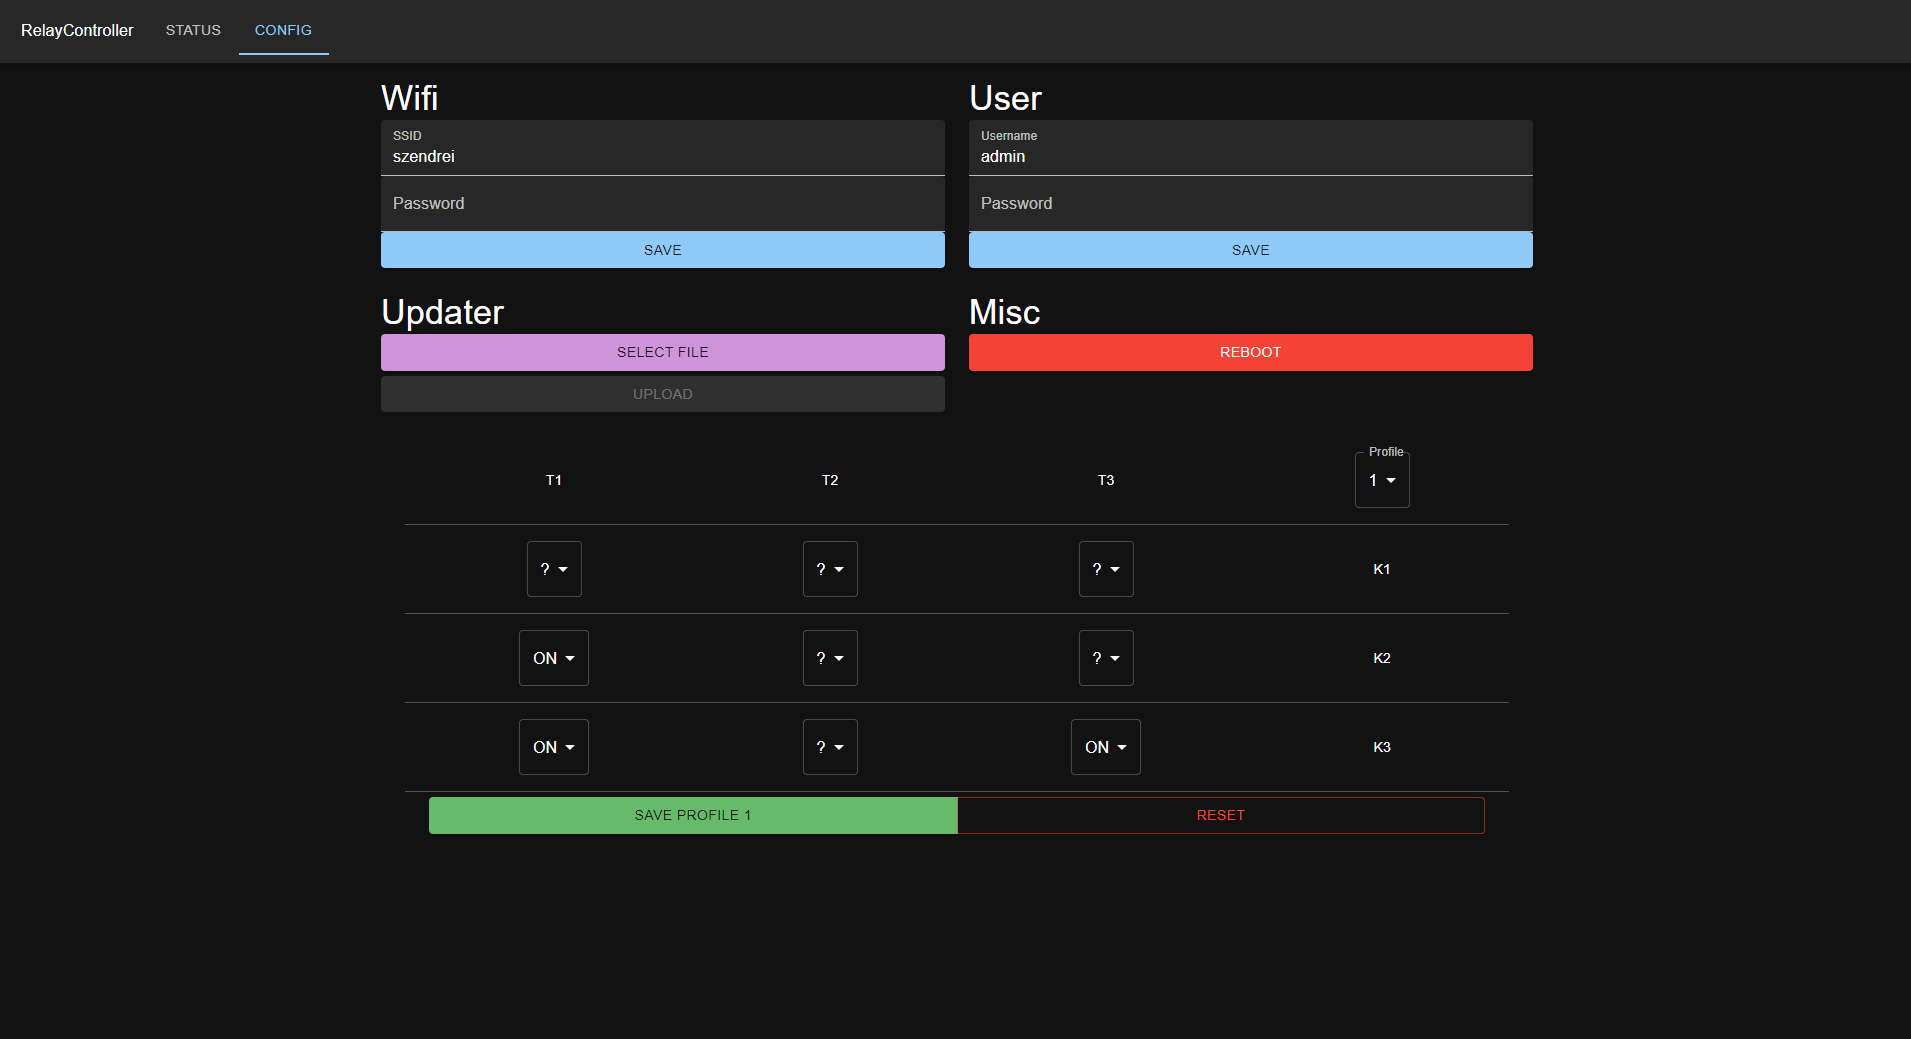 RelayController STATUS CONFIG
Wifi
SSID
szendrei
Password
SAVE
User
Username
admin
Password
SAVE
Updater
SELECT FILE
UPLOAD
Misc
REBOOT
T1 T2 T3 Profile 1
? ? ? K1
ON ? ? K2
ON ? ON K3
SAVE PROFILE 1 RESET